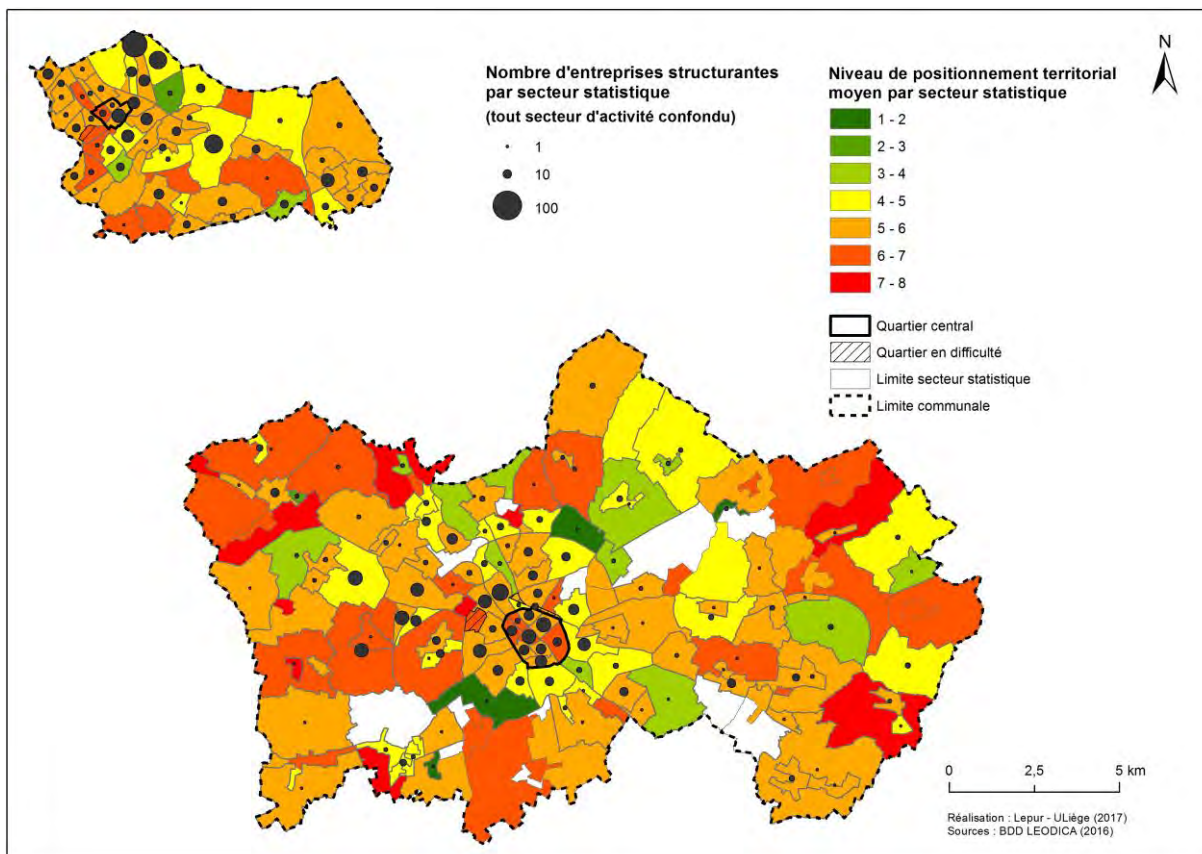 Nombre d'entreprises structurantes
par secteur statistique
(tout secteur d'activité confondu)
1
10
100
Niveau de positionnement territorial
moyen par secteur statistique
1 - 2
2 - 3
3 - 4
4 - 5
5 - 6
6 - 7
7 - 8
Quartier central
Quartier en difficulté
Limite secteur statistique
Limite communale
N
0 2,5 5 km
Réalisation : Lepur - ULiège (2017)
Sources : BDD LEODICA (2016)